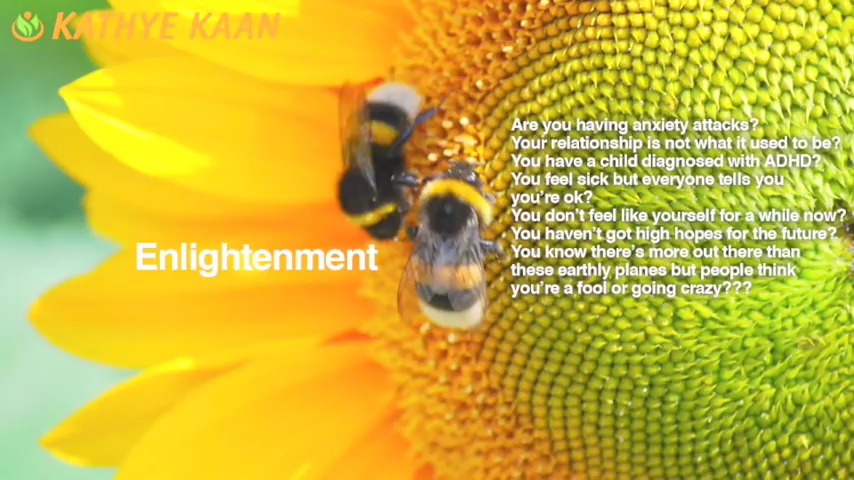 KATHYE KAAN
Enlightenment
Are you having anxiety attacks?
Your relationship is not what it used to be?
You have a child diagnosed with ADHD?
You feel sick but everyone tells you
you're ok?
You don't feel like yourself for a while now?
You haven't got high hopes for the future?
You know there's more out there than
these earthly planes but people think
you're a fool or going crazy???